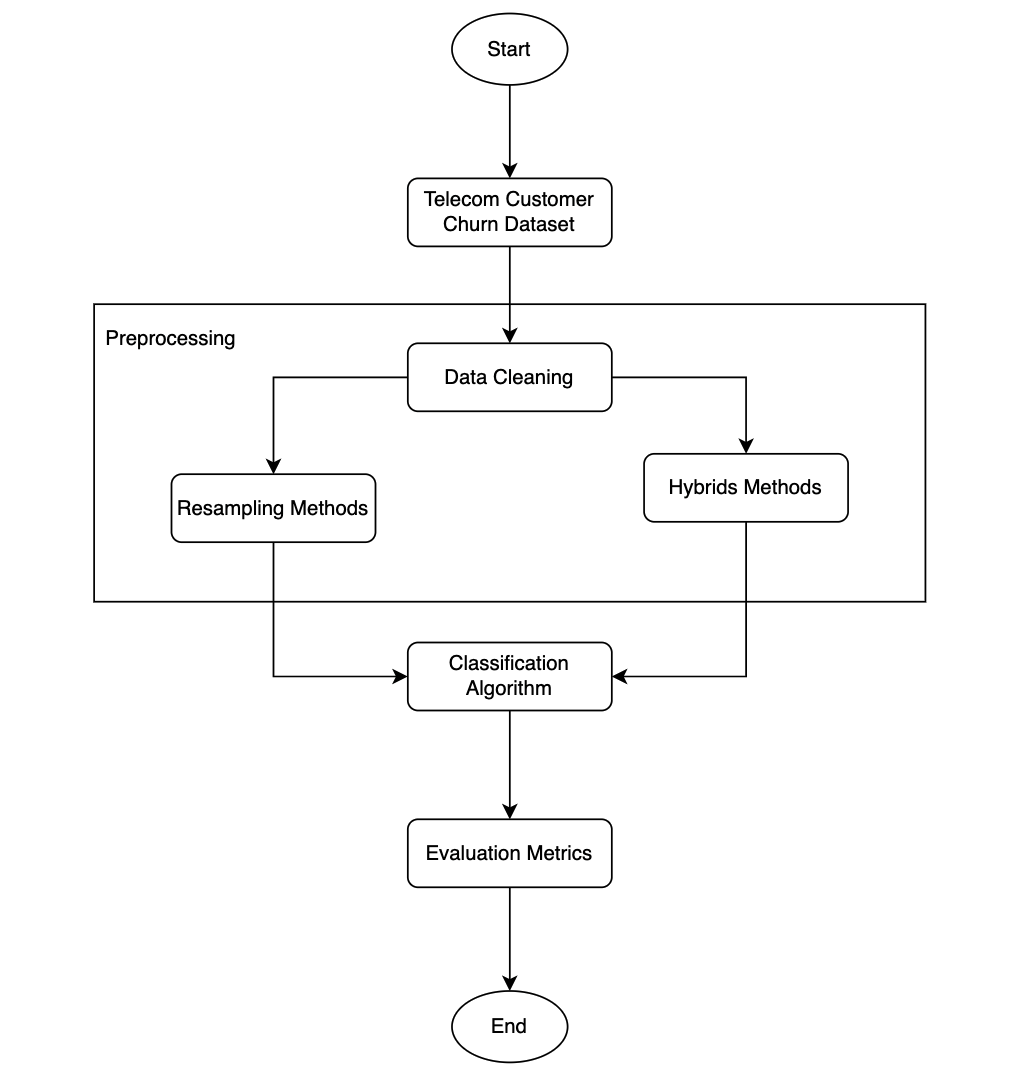 Start
Telecom Customer
Churn Dataset
Preprocessing
Data Cleaning
Resampling Methods
Hybrids Methods
Classification
Algorithm
Evaluation Metrics
End